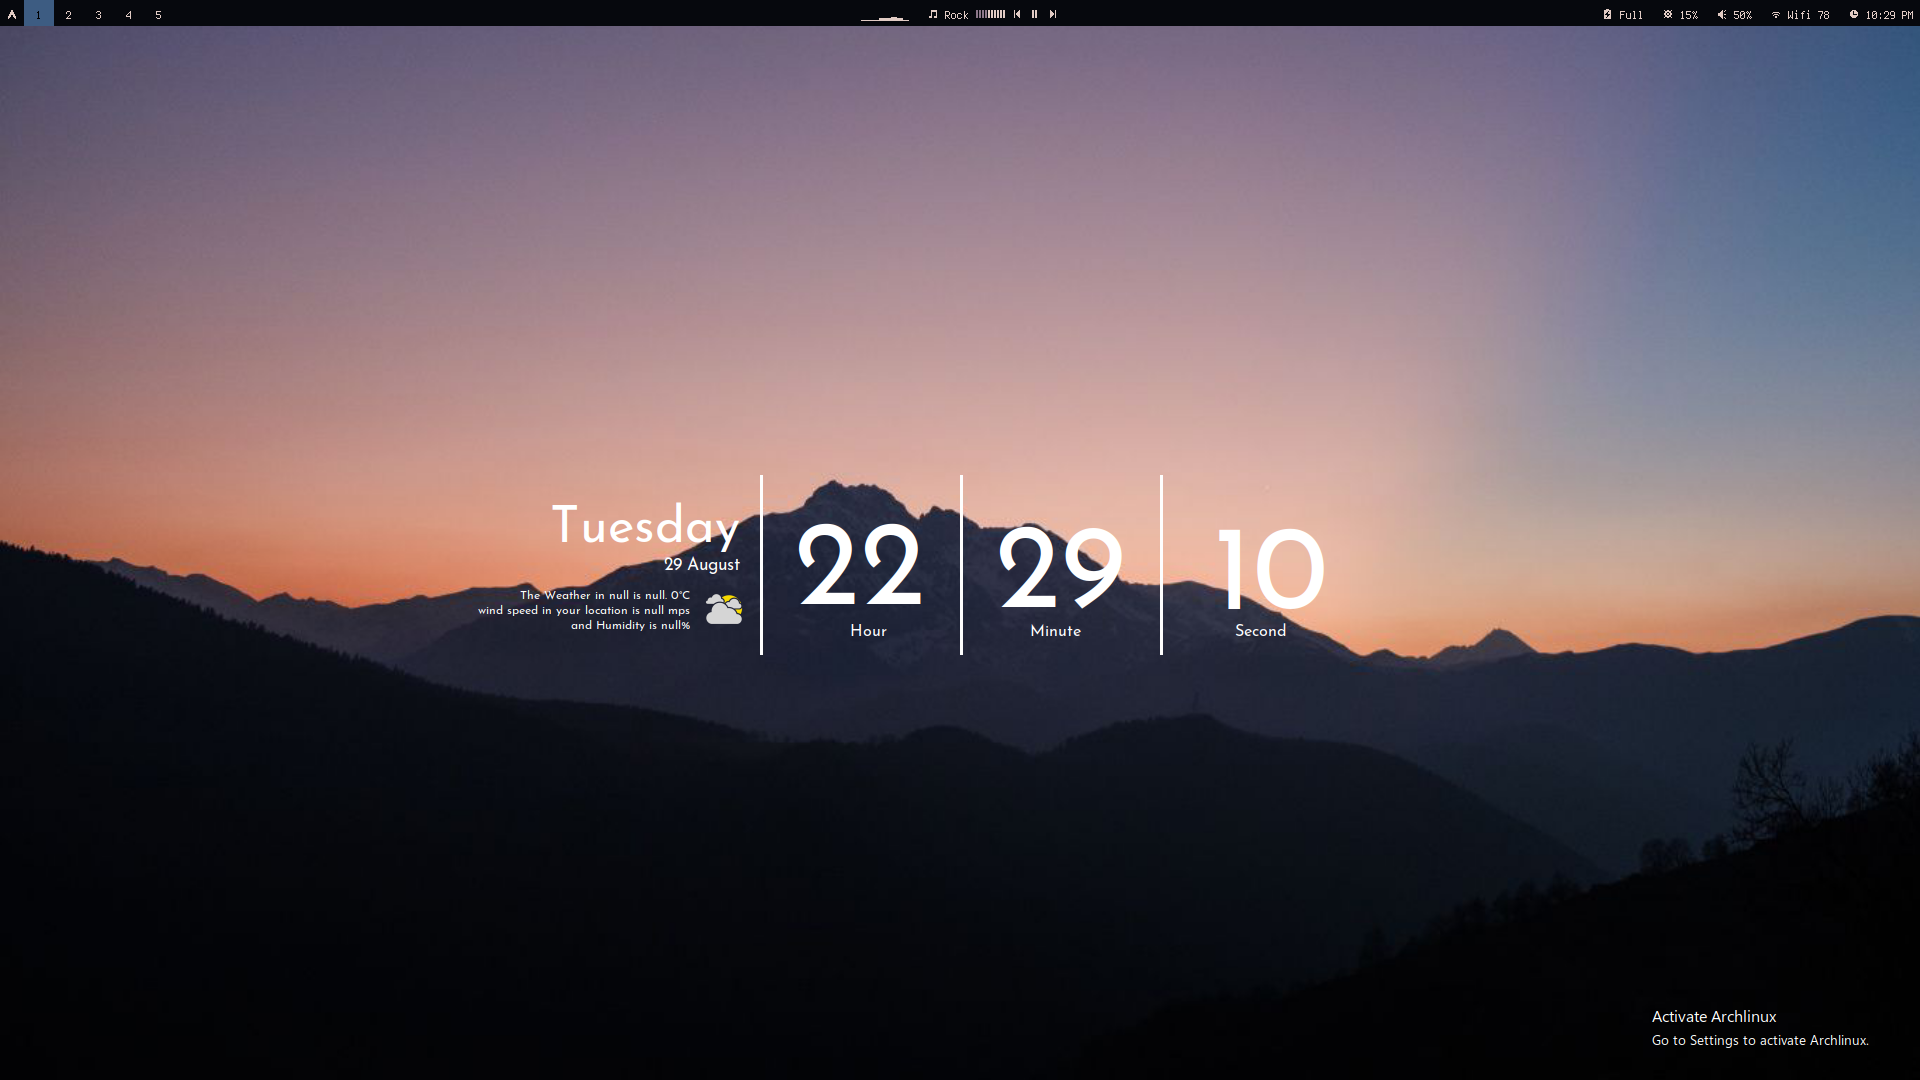 1 2 3 4 5
Rock
Full 15% 50% Wifi 78 10:29 PM
Tuesday
29 August
The Weather in null is null. 0°C
wind speed in your location is null mps
and Humidity is null%
22
Hour
29
Minute
10
Second
Activate Archlinux
Go to Settings to activate Archlinux.